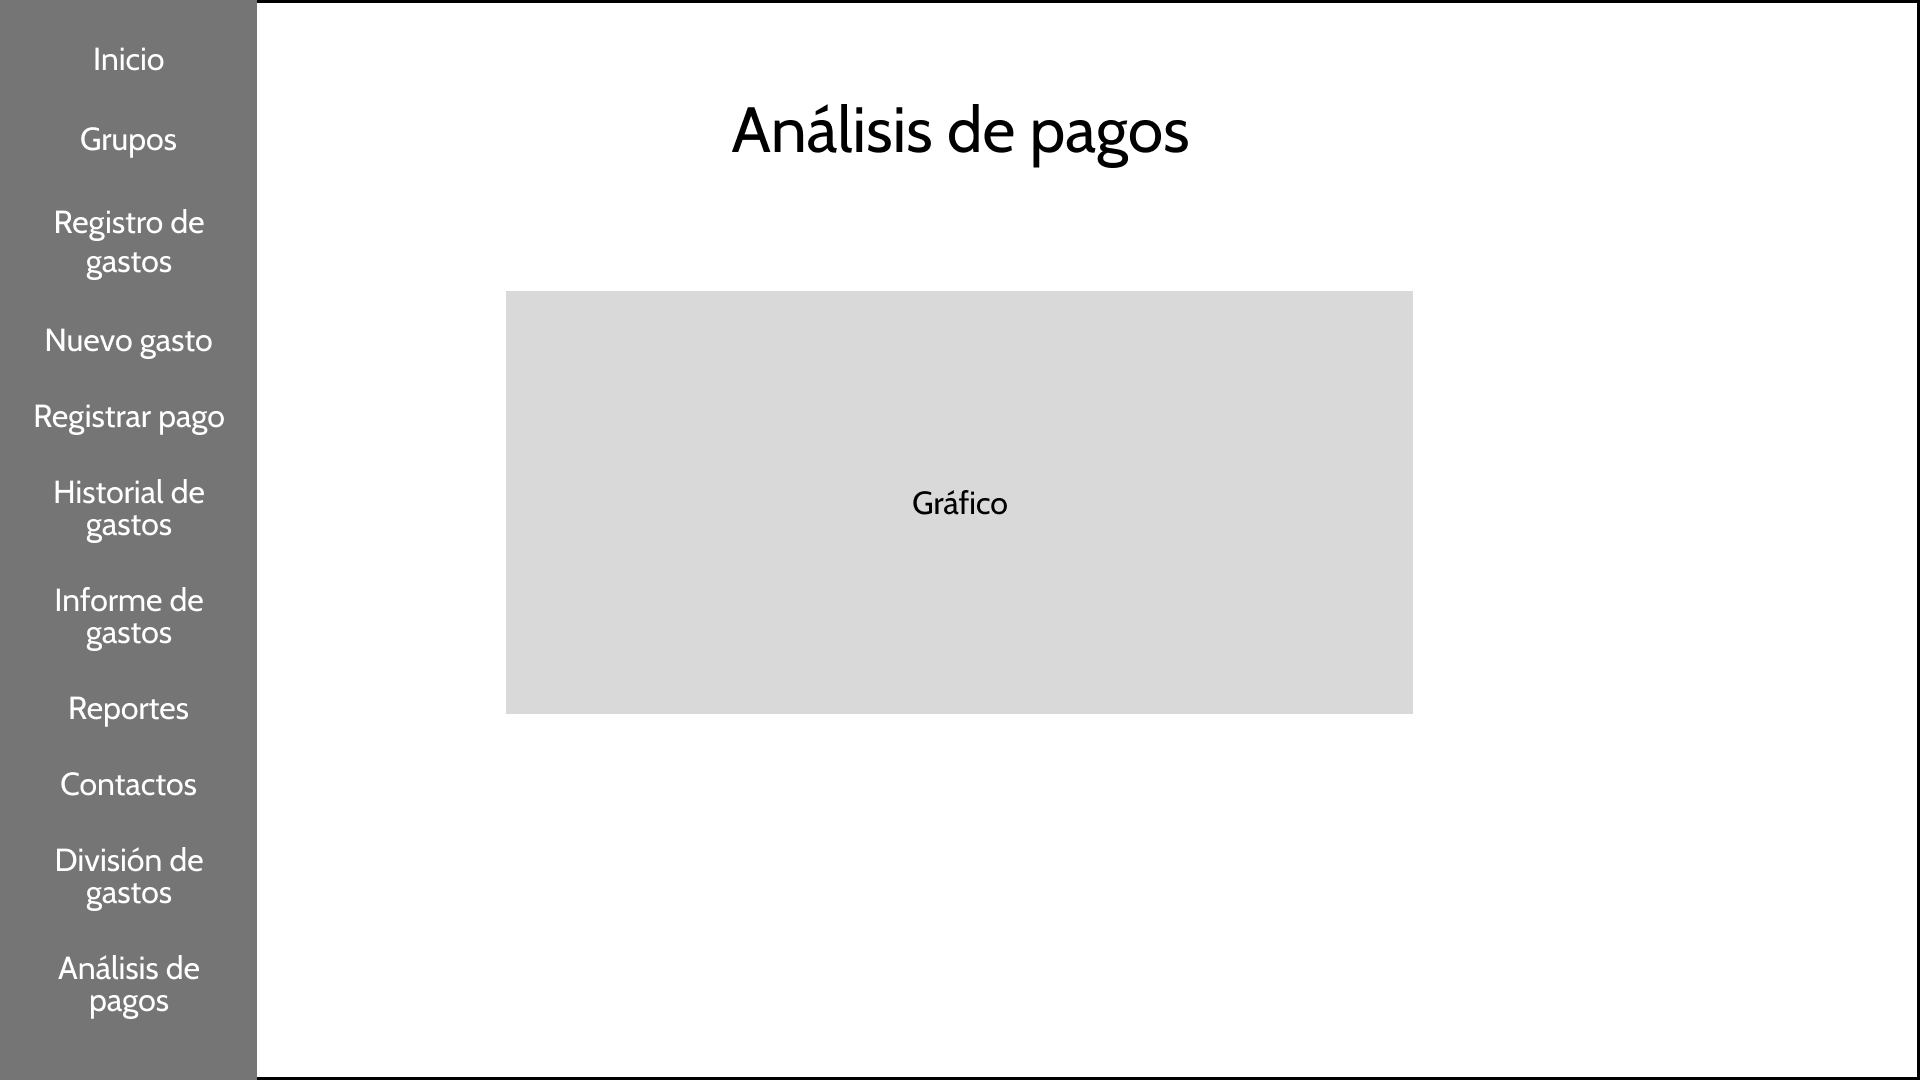 Inicio
Grupos
Registro de
gastos
Nuevo gasto
Registrar pago
Historial de
gastos
Informe de
gastos
Reportes
Contactos
División de
gastos
Análisis de
pagos
Análisis de pagos
Gráfico